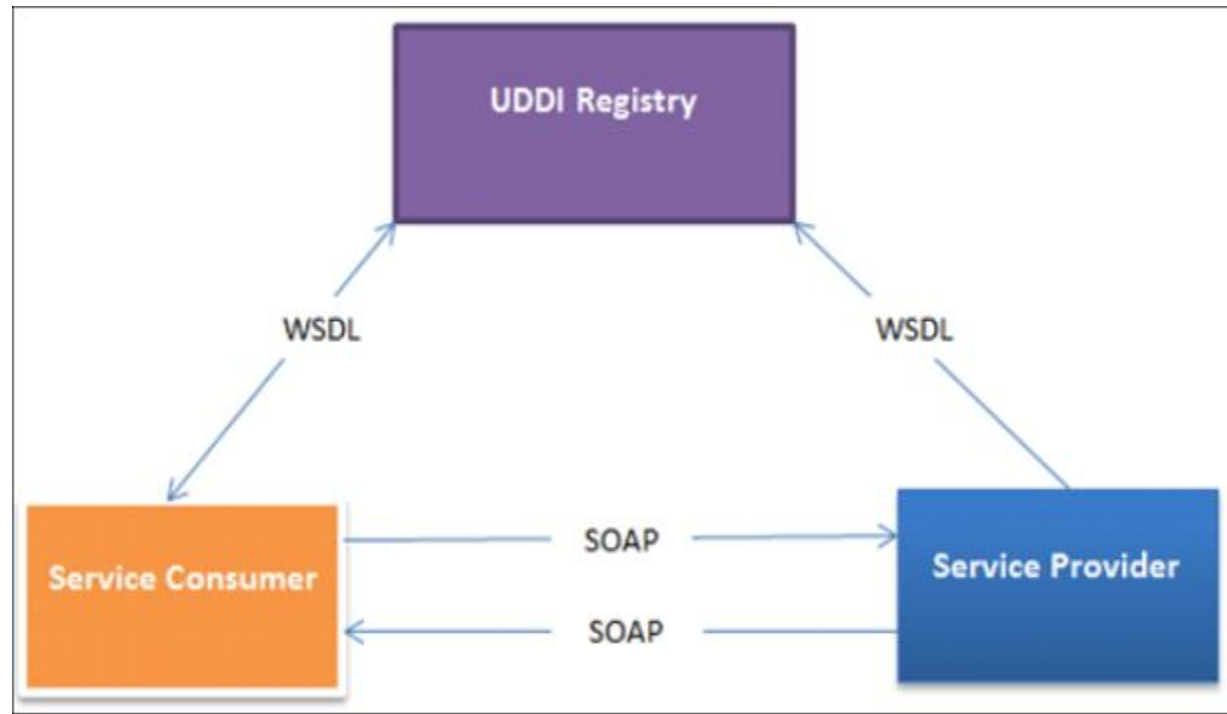 UDDI Registry
WSDL
WSDL
SOAP
Service Consumer
Service Provider
SOAP